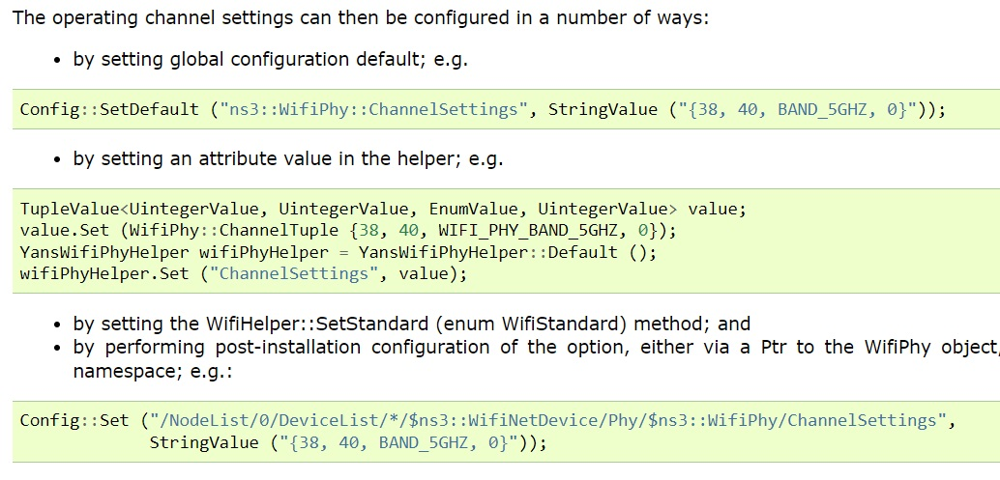 The operating channel settings can then be configured in a number of ways:
• by setting global configuration default; e.g.
Config::SetDefault ("ns3::WifiPhy::ChannelSettings", StringValue ("{38, 40, BAND_5GHZ, 0}"));
• by setting an attribute value in the helper; e.g.
TupleValue<UintegerValue, UintegerValue, EnumValue, UintegerValue> value;
value.Set (WifiPhy::ChannelTuple {38, 40, WIFI_PHY_BAND_5GHZ, 0});
YansWifiPhyHelper wifiPhyHelper = YansWifiPhyHelper::Default ();
wifiPhyHelper.Set ("ChannelSettings", value);
• by setting the WifiHelper::SetStandard (enum WifiStandard) method; and
• by performing post-installation configuration of the option, either via a Ptr to the WifiPhy object,
namespace; e.g.:
Config::Set ("/NodeList/0/DeviceList/*/$ns3::WifiNetDevice/Phy/$ns3::WifiPhy/ChannelSettings",
StringValue ("{38, 40, BAND_5GHZ, 0}"));